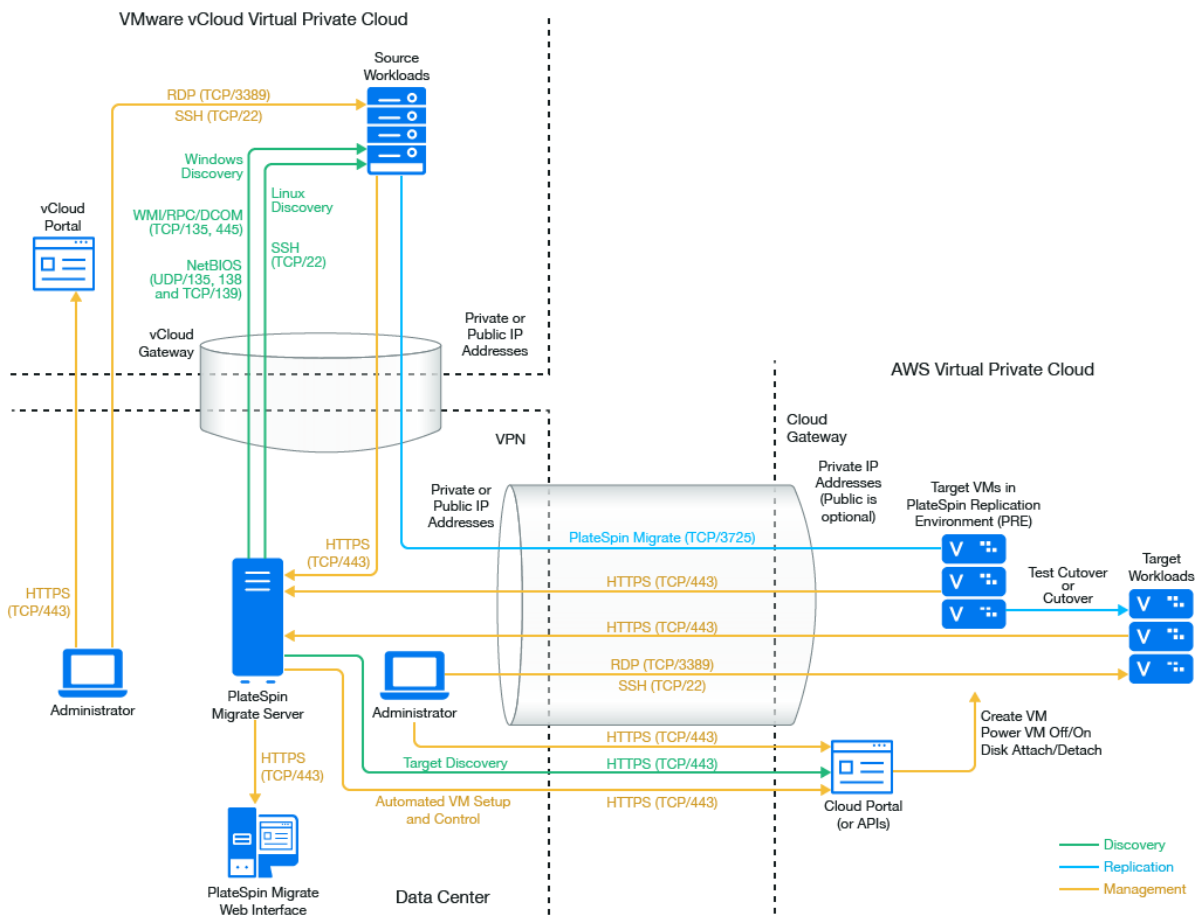 VMware vCloud Virtual Private Cloud
Source
Workloads
RDP (TCP/3389)
SSH (TCP/22)
Windows
Discovery
Linux
Discovery
vCloud
Portal
WMI/RPC/DCOM
(TCP/135, 445)
SSH
(TCP/22)
NetBIOS
(UDP/135, 138
and TCP/139)
vCloud
Gateway
Private or
Public IP
Addresses
AWS Virtual Private Cloud
VPN
Cloud
Gateway
Private or
Public IP
Addresses
Private IP
Addresses
(Public is
optional)
Target VMs in
PlateSpin Replication
Environment (PRE)
PlateSpin Migrate (TCP/3725)
HTTPS
(TCP/443)
HTTPS (TCP/443)
Test Cutover
or
Cutover
Target
Workloads
V
V
V
V
V
V
HTTPS
(TCP/443)
HTTPS (TCP/443)
RDP (TCP/3389)
SSH (TCP/22)
Administrator
PlateSpin
Migrate Server
Administrator
Create VM
Power VM Off/On
Disk Attach/Detach
HTTPS (TCP/443)
HTTPS
(TCP/443)
Target Discovery
HTTPS (TCP/443)
Automated VM Setup
and Control
HTTPS (TCP/443)
Cloud Portal
(or APIs)
PlateSpin Migrate
Web Interface
Data Center
Discovery
Replication
Management